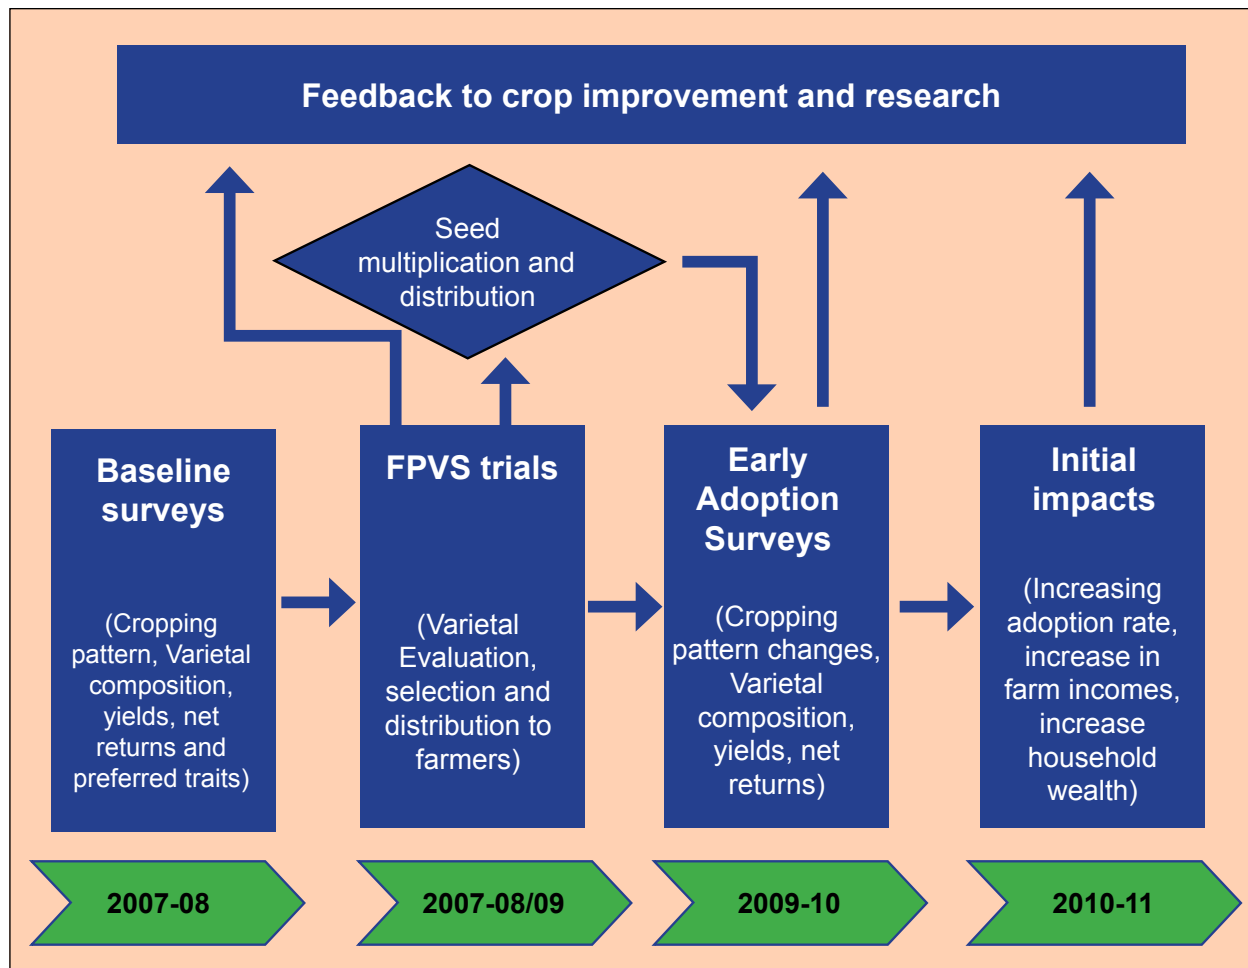 Feedback to crop improvement and research
Seed
multiplication and
distribution
Baseline
surveys
(Cropping
pattern, Varietal
composition,
yields, net
returns and
preferred traits)
FPVS trials
(Varietal
Evaluation,
selection and
distribution to
farmers)
Early
Adoption
Surveys
(Cropping
pattern changes,
Varietal
composition,
yields, net
returns)
Initial
impacts
(Increasing
adoption rate,
increase in
farm incomes,
increase
household
wealth)
2007-08
2007-08/09
2009-10
2010-11